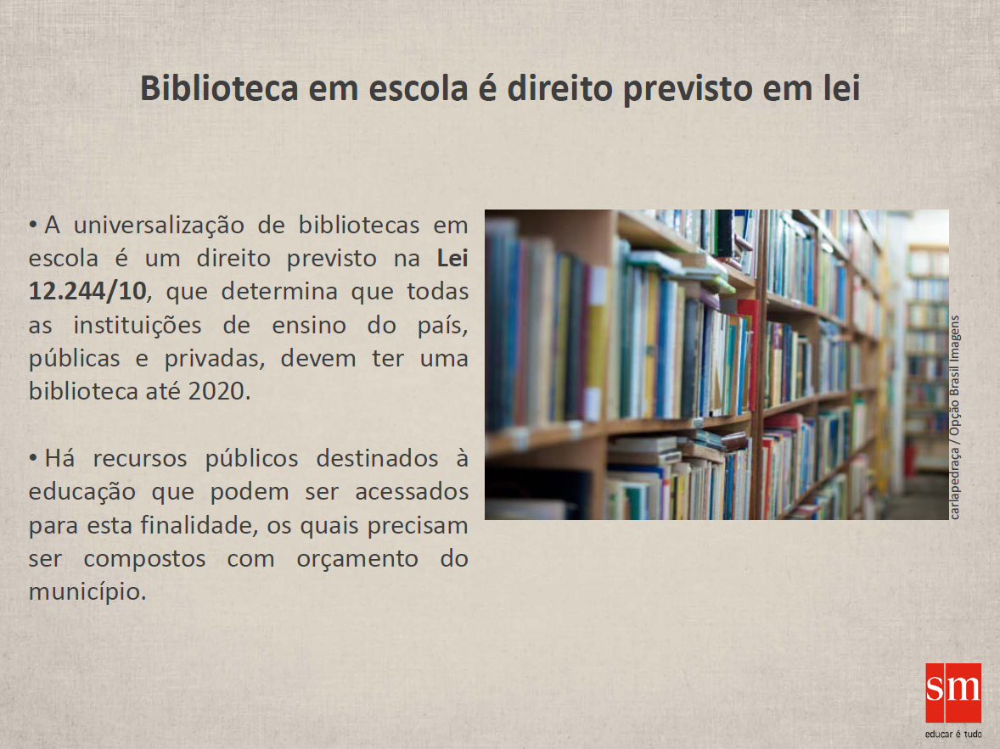 Biblioteca em escola é direito previsto em lei
• A universalização de bibliotecas em
escola é um direito previsto na Lei
12.244/10, que determina que todas
as instituições de ensino do país,
públicas e privadas, devem ter uma
biblioteca até 2020.
• Há recursos públicos destinados à
educação que podem ser acessados
para esta finalidade, os quais precisam
ser compostos com orçamento do
município.
carlapedraça / Opção Brasil Imagens
sm
educar é tudo